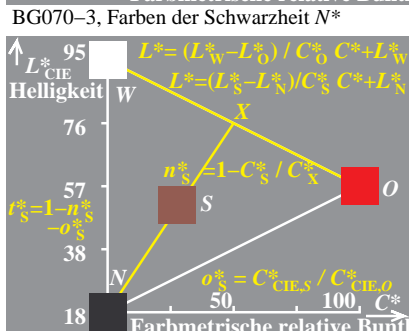 BG070–3, Farben der Schwarzheit N*
L*CIE
Helligkeit
95
76
57
38
18
L*= (L*W–L*O) / C*O C*+L*W
L*=(L*S–L*N)/C*S C*+L*N
W
X
n*S =1–C*S / C*X
t*S=1–n*S
–o*S
S
O
N
o*S = C*CIE,S / C*CIE,O
50
100
C*
Farbmetrische relative Bunt